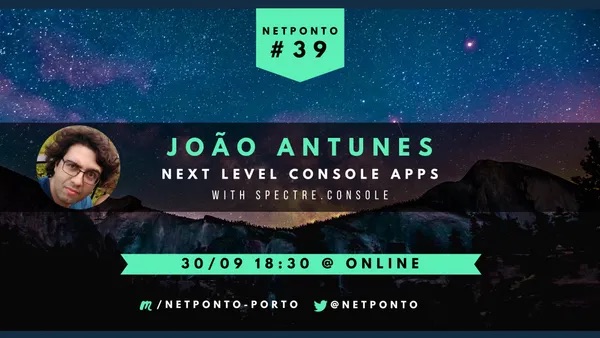 NETPONTO
#39
JOÃO ANTUNES
NEXT LEVEL CONSOLE APPS
WITH SPECTRE.CONSOLE
30/09 18:30 @ ONLINE
/NETPONTO-PORTO @NETPONTO